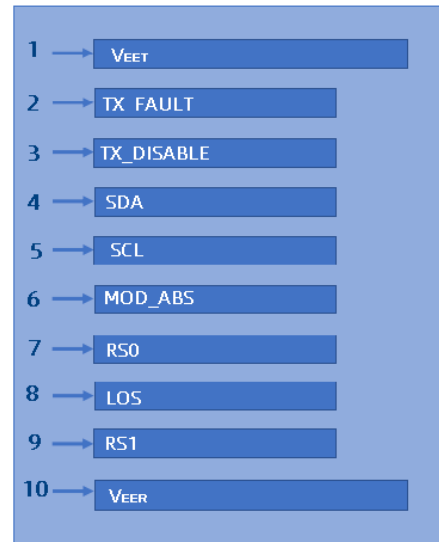 1 VEET
2 TX FAULT
3 TX_DISABLE
4 SDA
5 SCL
6 MOD_ABS
7 RS0
8 LOS
9 RS1
10 VEER